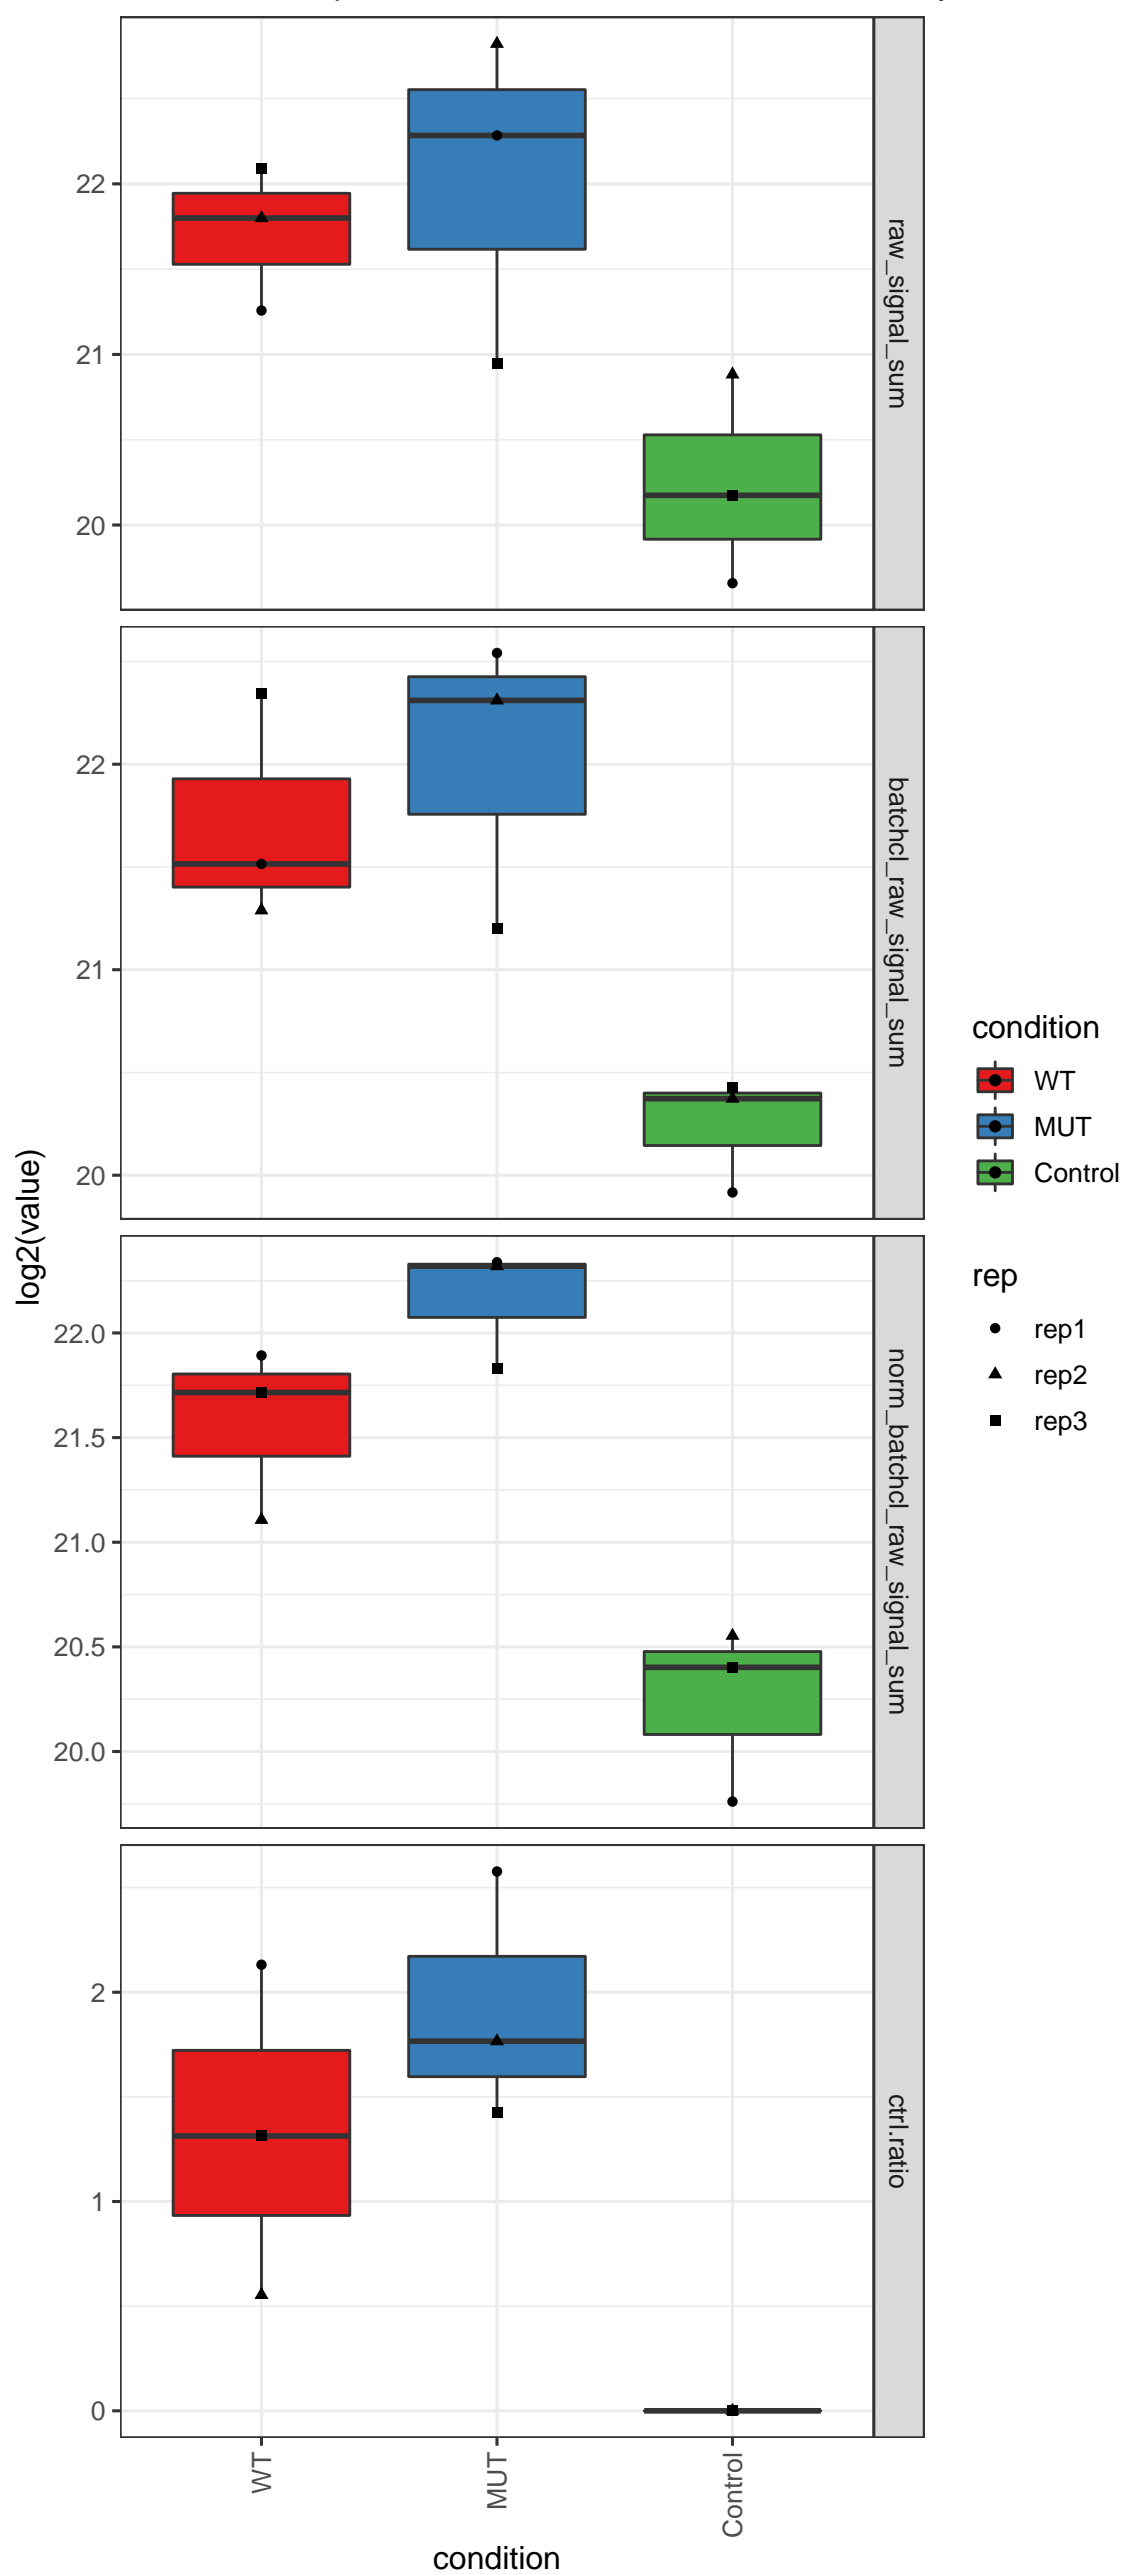 22
21
20
raw_signal_sum
22
21
20
batchcl_raw_signal_sum
22.0
21.5
21.0
20.5
20.0
norm_batchcl_raw_signal_sum
2
1
0
ctrl.ratio
log2(value)
WT
MUT
Control
condition
condition
WT
MUT
Control
rep
rep1
rep2
rep3